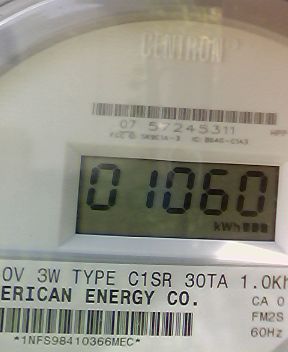 CENTRON
07 57245311
01060
kWh
0V 3W TYPE C1SR 30TA 1.0Kh
ERICAN ENERGY CO.
CA 0
FM2S
60Hz
*1NFS98410366MEC*